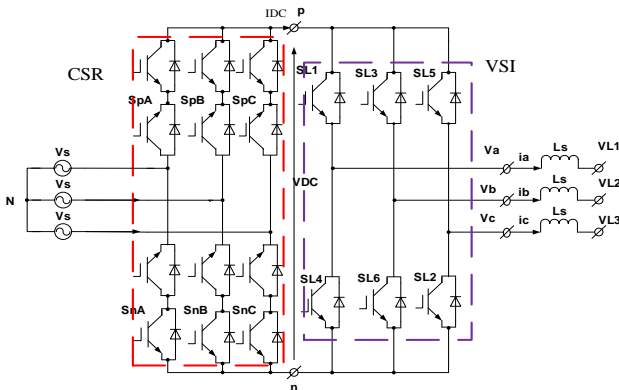 IDC p
CSR
VSI
SL1 SL3 SL5
SpA SpB SpC
Vs
Va ia Ls VL1
VDC
N Vs
Vb ib Ls VL2
Vs
Vc ic Ls VL3
SL4 SL6 SL2
SnA SnB SnC
n